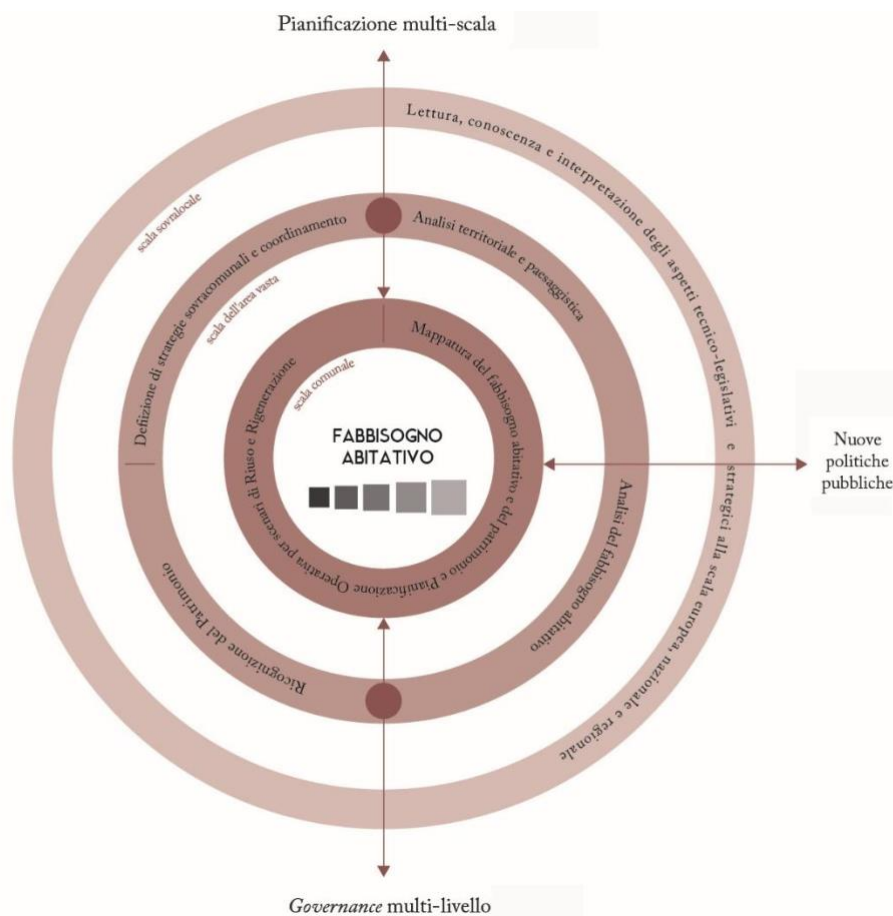 Pianificazione multi-scala
Lettura, conoscenza e interpretazione degli aspetti tecnico-legislativi e strategici alla scala europea, nazionale e regionale
scala sovralocale
Defiizione di strategie sovracomunali e coordinamento
Analisi territoriale e paesaggistica
scala dell'area vasta
Mappatura del fabbisogno abitativo e del patrimonio e Pianificazione Operativa per scenari di Riuso e Rigenerazione
scala comunale
FABBISOGNO
ABITATIVO
Nuove
politiche
pubbliche
Analisi del fabbisogno abitativo
Ricognizione del Patrimonio
Governance multi-livello